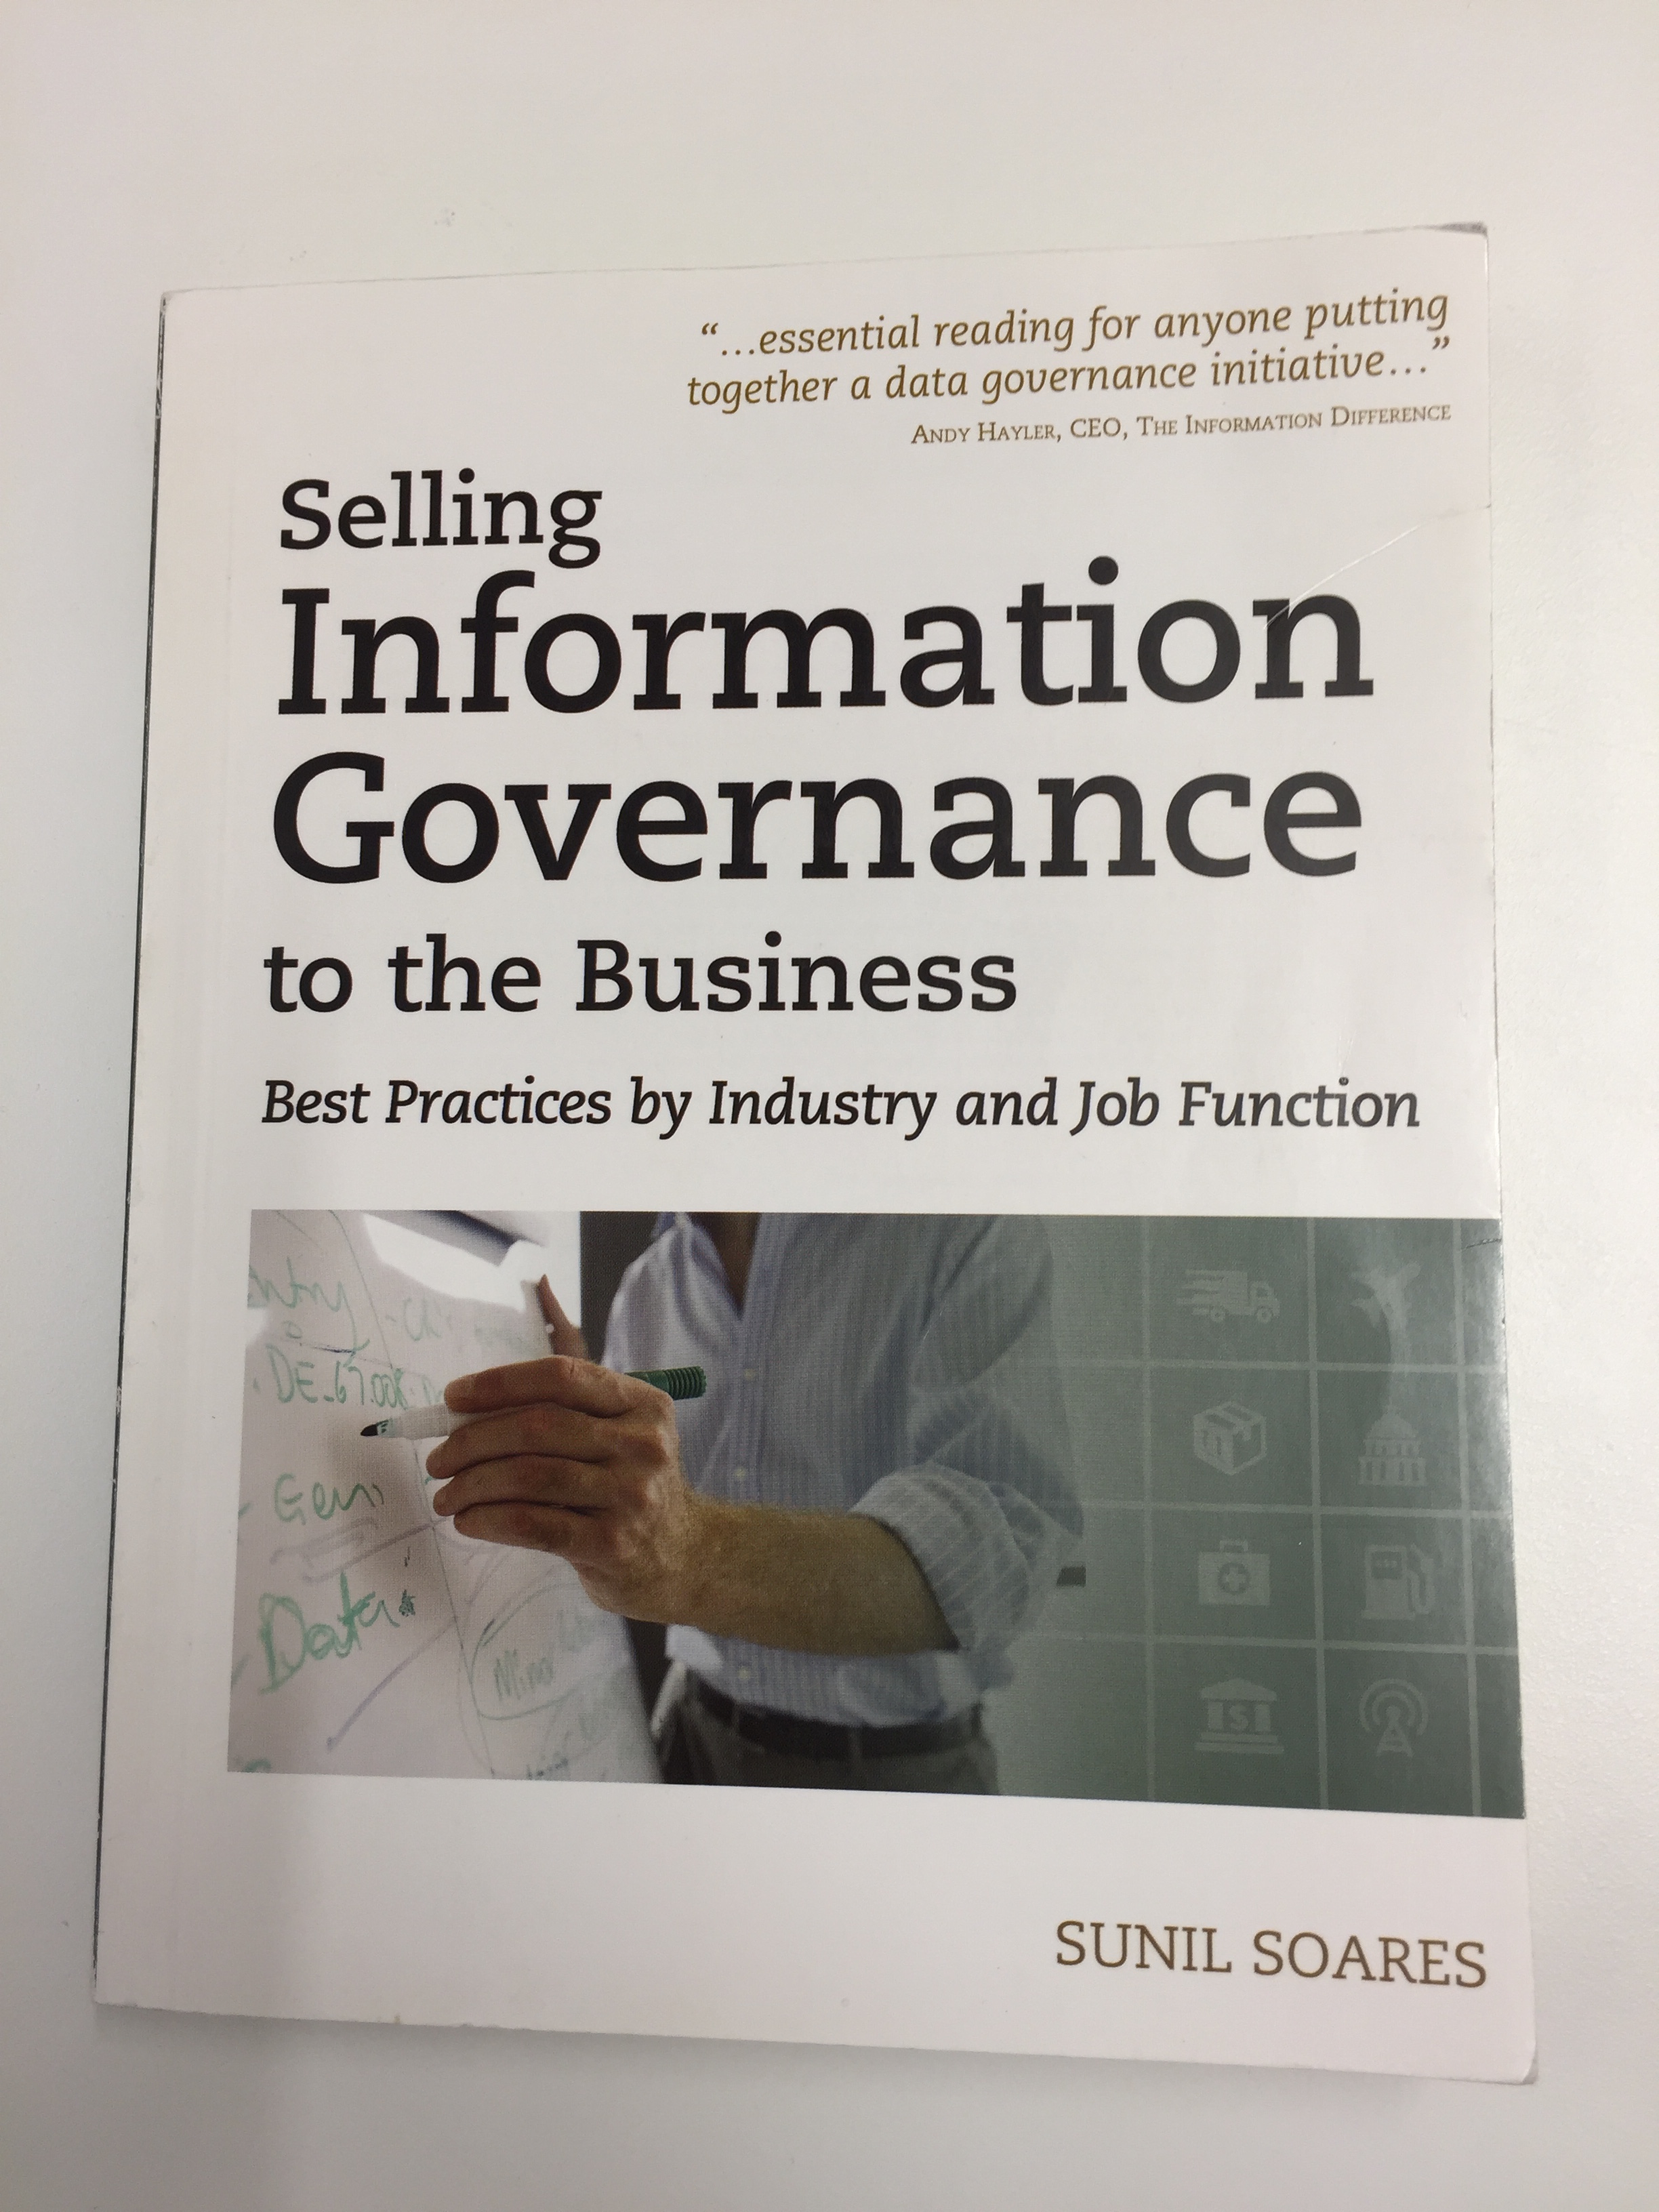 “...essential reading for anyone putting
together a data governance initiative...”
ANDY HAYLER, CEO, THE INFORMATION DIFFERENCE
Selling
Information
Governance
to the Business
Best Practices by Industry and Job Function
Data
$
SUNIL SOARES